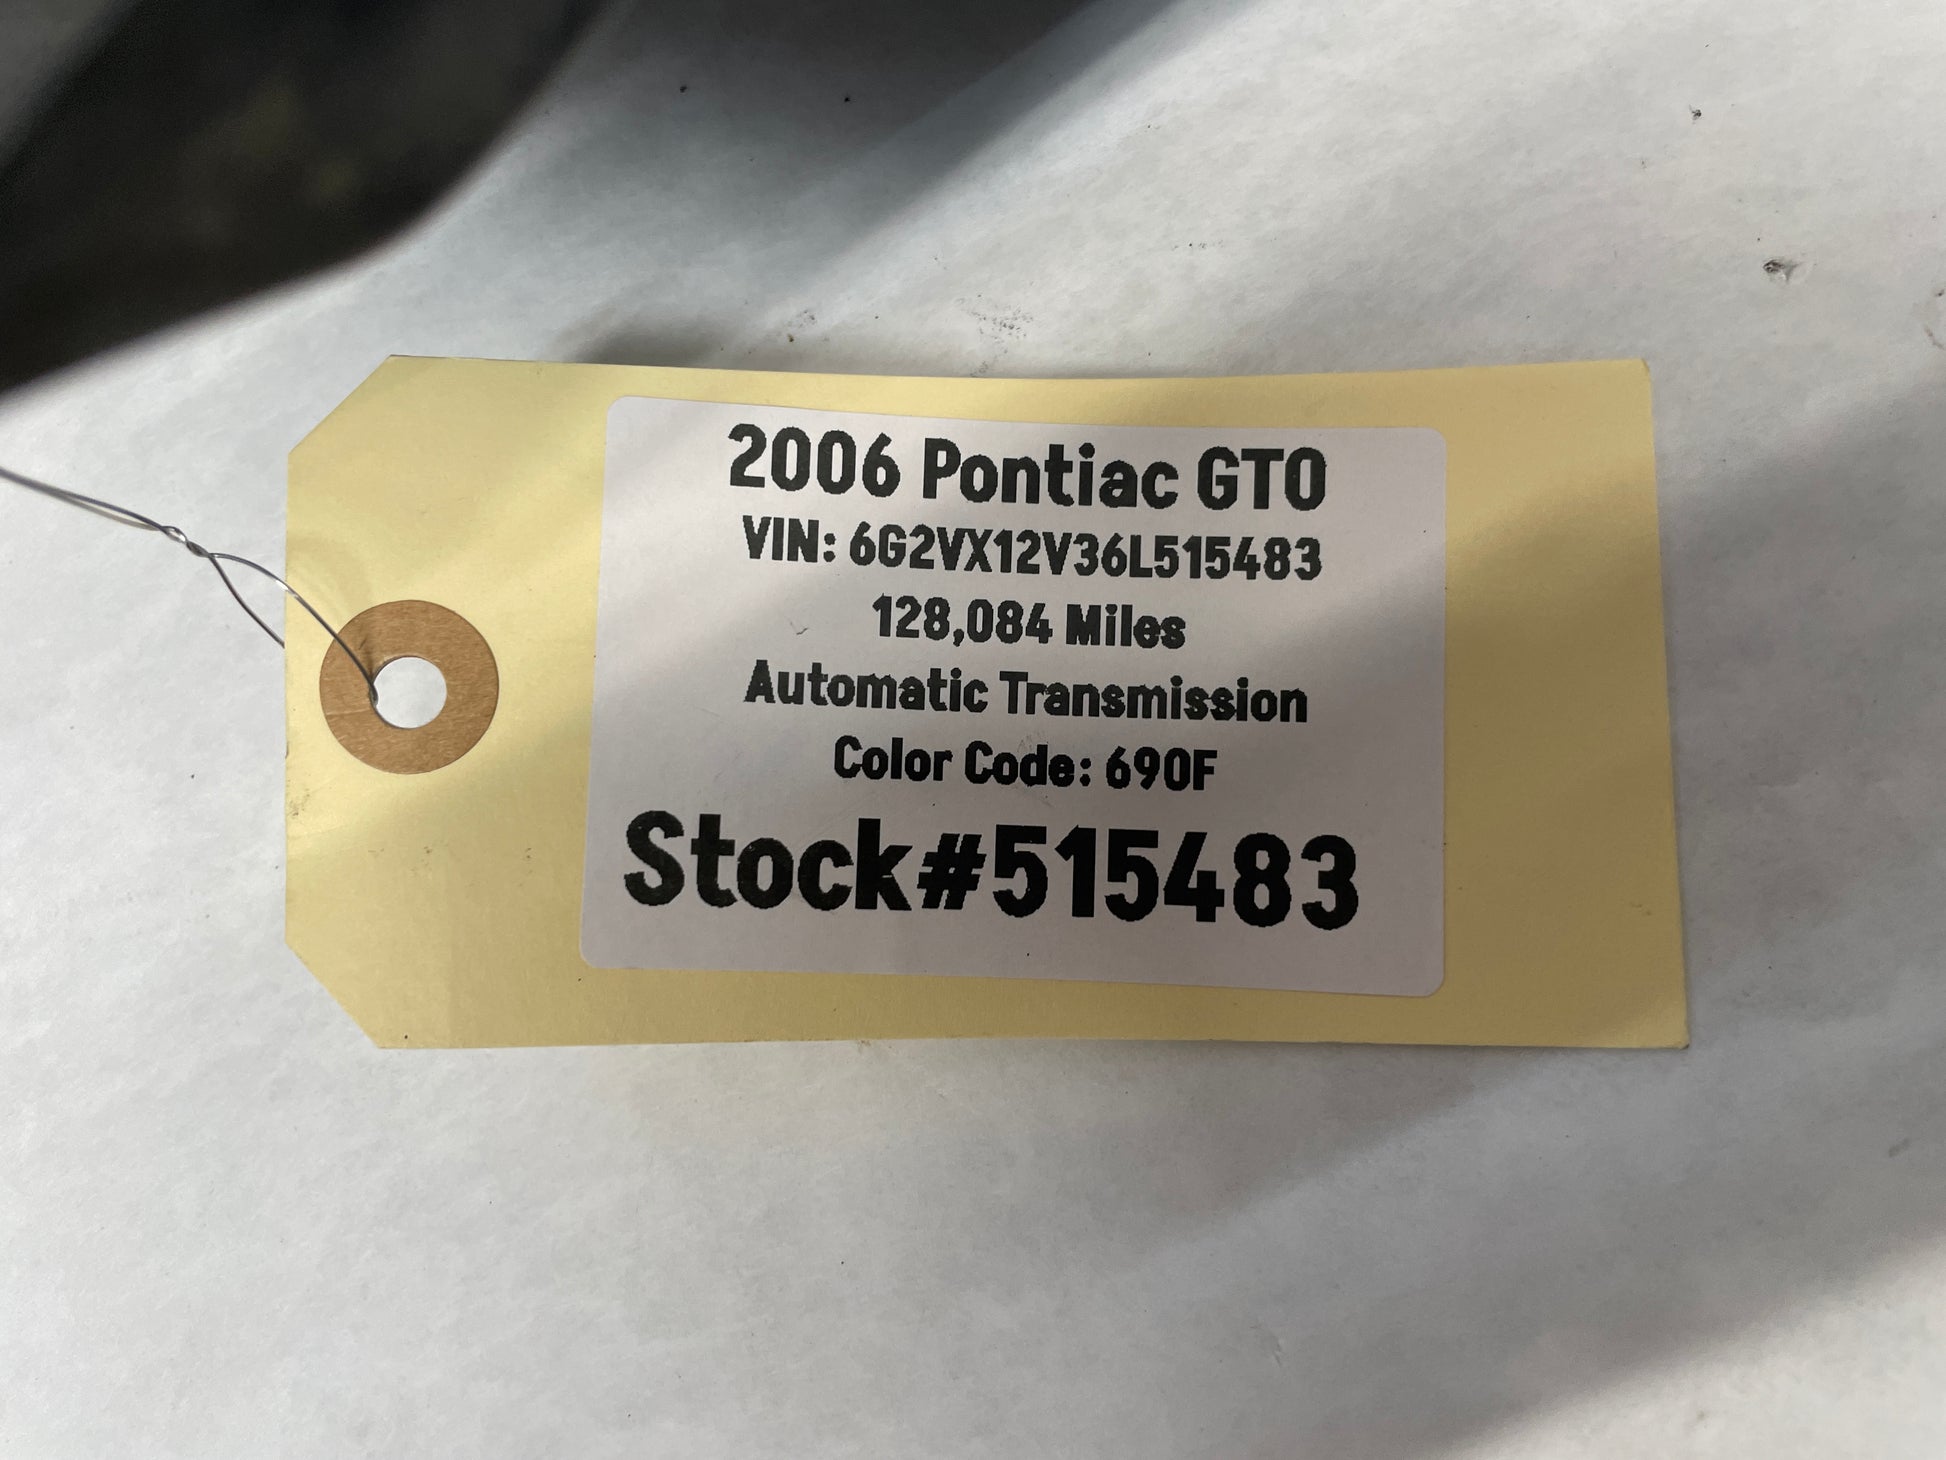 2006 Pontiac GTO
VIN: 6G2VX12V36L515483
128,084 Miles
Automatic Transmission
Color Code: 690F
Stock#515483